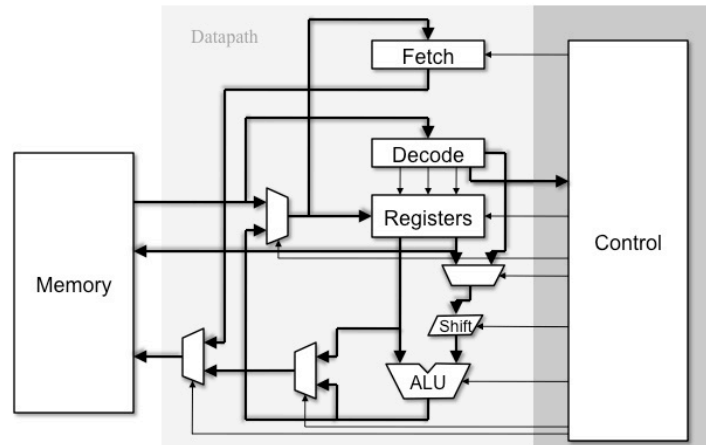 Datapath
Fetch
Decode
Registers
Control
Memory
Shift
ALU